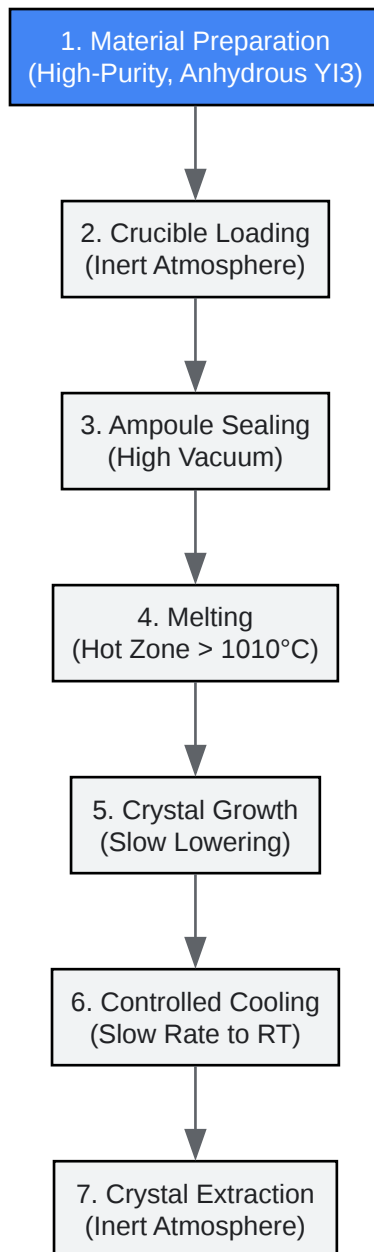 1. Material Preparation
(High-Purity, Anhydrous YI3)
2. Crucible Loading
(Inert Atmosphere)
3. Ampoule Sealing
(High Vacuum)
4. Melting
(Hot Zone > 1010°C)
5. Crystal Growth
(Slow Lowering)
6. Controlled Cooling
(Slow Rate to RT)
7. Crystal Extraction
(Inert Atmosphere)